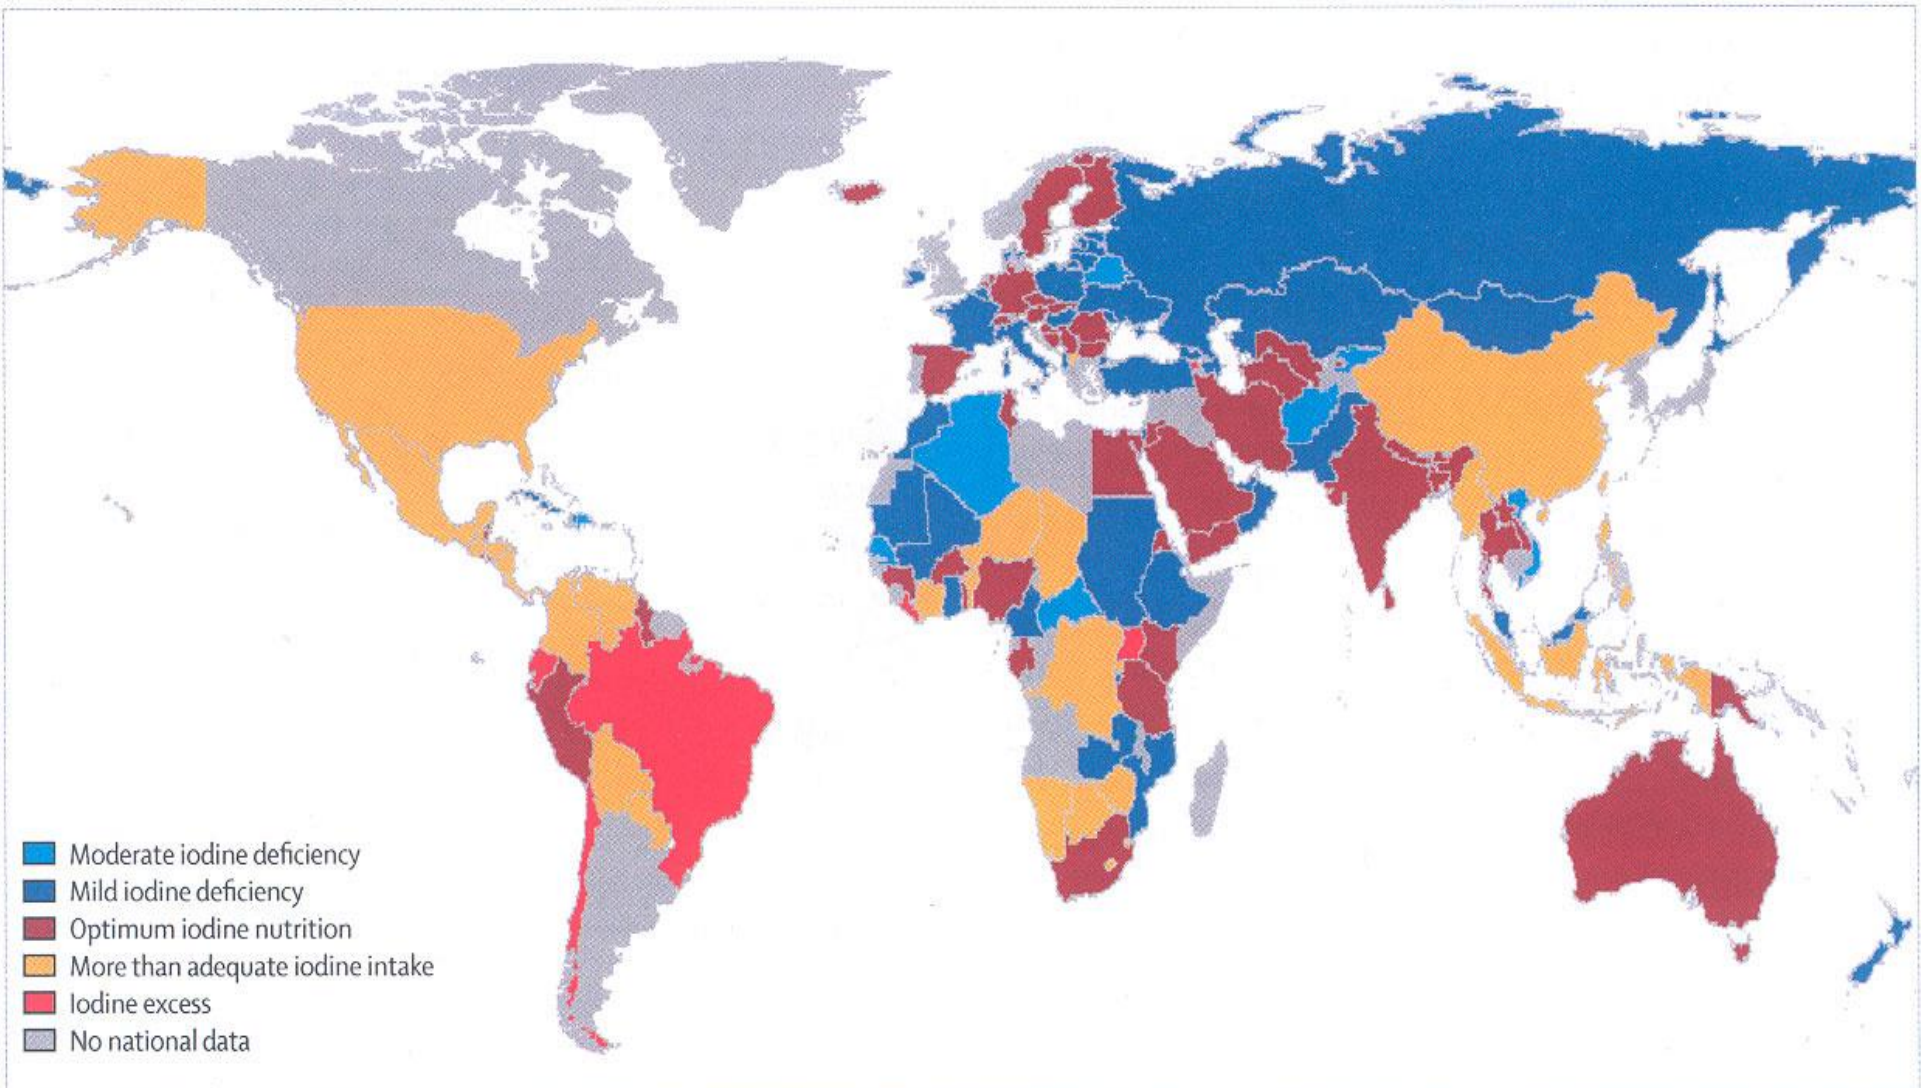 Moderate iodine deficiency
Mild iodine deficiency
Optimum iodine nutrition
More than adequate iodine intake
Iodine excess
No national data